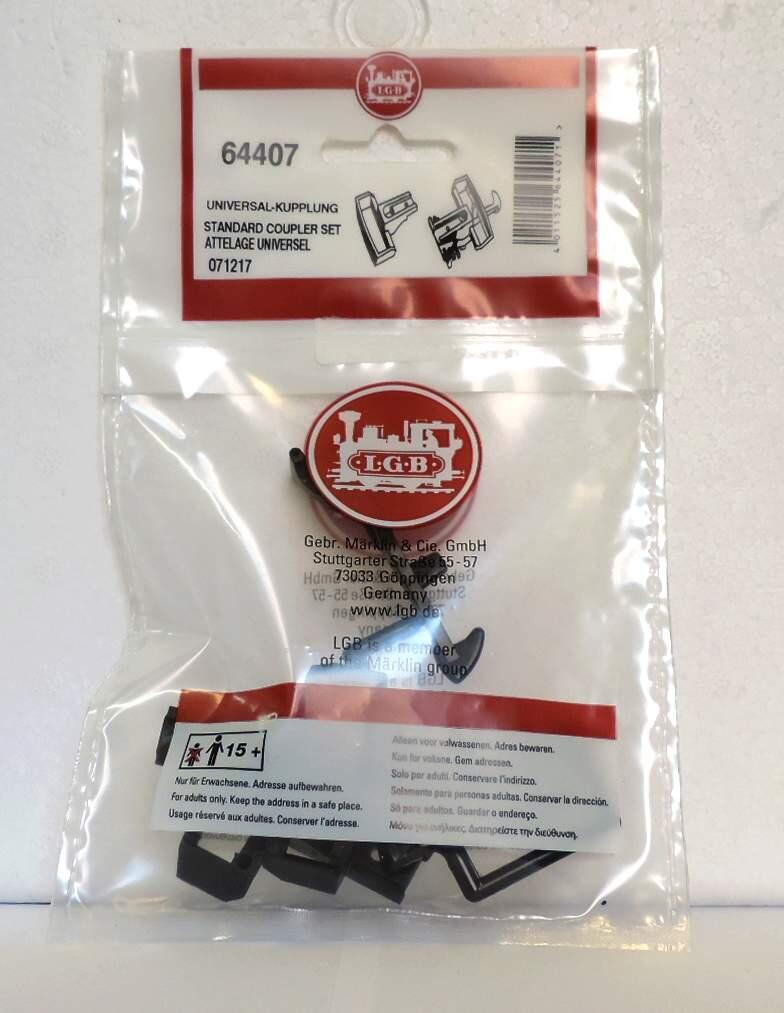 L·G·B
64407
UNIVERSAL-KUPPLUNG
STANDARD COUPLER SET
ATTELAGE UNIVERSEL
071217
4 011525 644071 >
L·G·B
Gebr. Märklin & Cie. GmbH
Stuttgarter Straße 55-57
73033 Göppingen
Germany
www.lgb.de
LGB is a member
of the Märklin group
15+
Nur für Erwachsene. Adresse aufbewahren.
For adults only. Keep the address in a safe place.
Usage réservé aux adultes. Conserver l'adresse.
Alleen voor volwassenen. Adres bewaren.
Kun for voksne. Gem adressen.
Solo per adulti. Conservare l'indirizzo.
Solamente para personas adultas. Conservar la dirección.
Só para adultos. Guardar o endereço.
Μόνο για ενήλικες. Διατηρείστε την διεύθυνση.